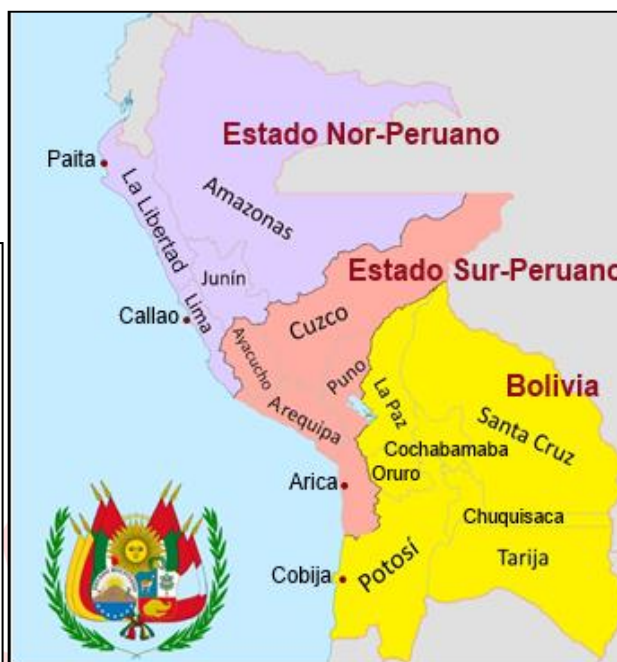 Estado Nor-Peruano
Paita
La Libertad
Amazonas
Junín
Estado Sur-Peruano
Callao
Lima
Cuzco
Ayacucho
Puno
La Paz
Bolivia
Arequipa
Santa Cruz
Cochabamaba
Oruro
Arica
Chuquisaca
Potosí
Tarija
Cobija